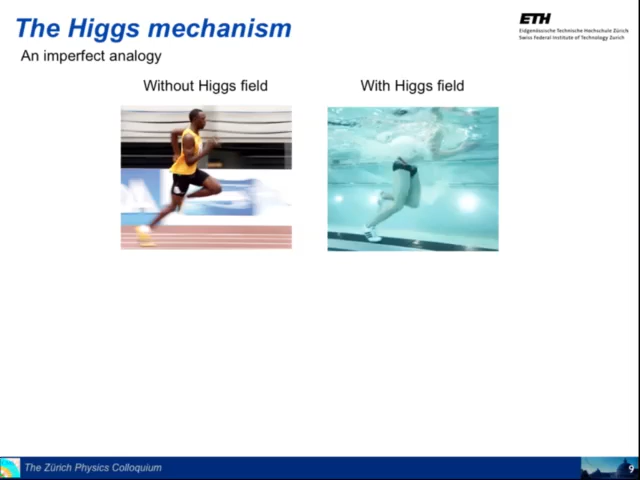 The Higgs mechanism
ETH
Eidgenössische Technische Hochschule Zürich
Swiss Federal Institute of Technology Zurich
An imperfect analogy
Without Higgs field
With Higgs field
The Zürich Physics Colloquium
9